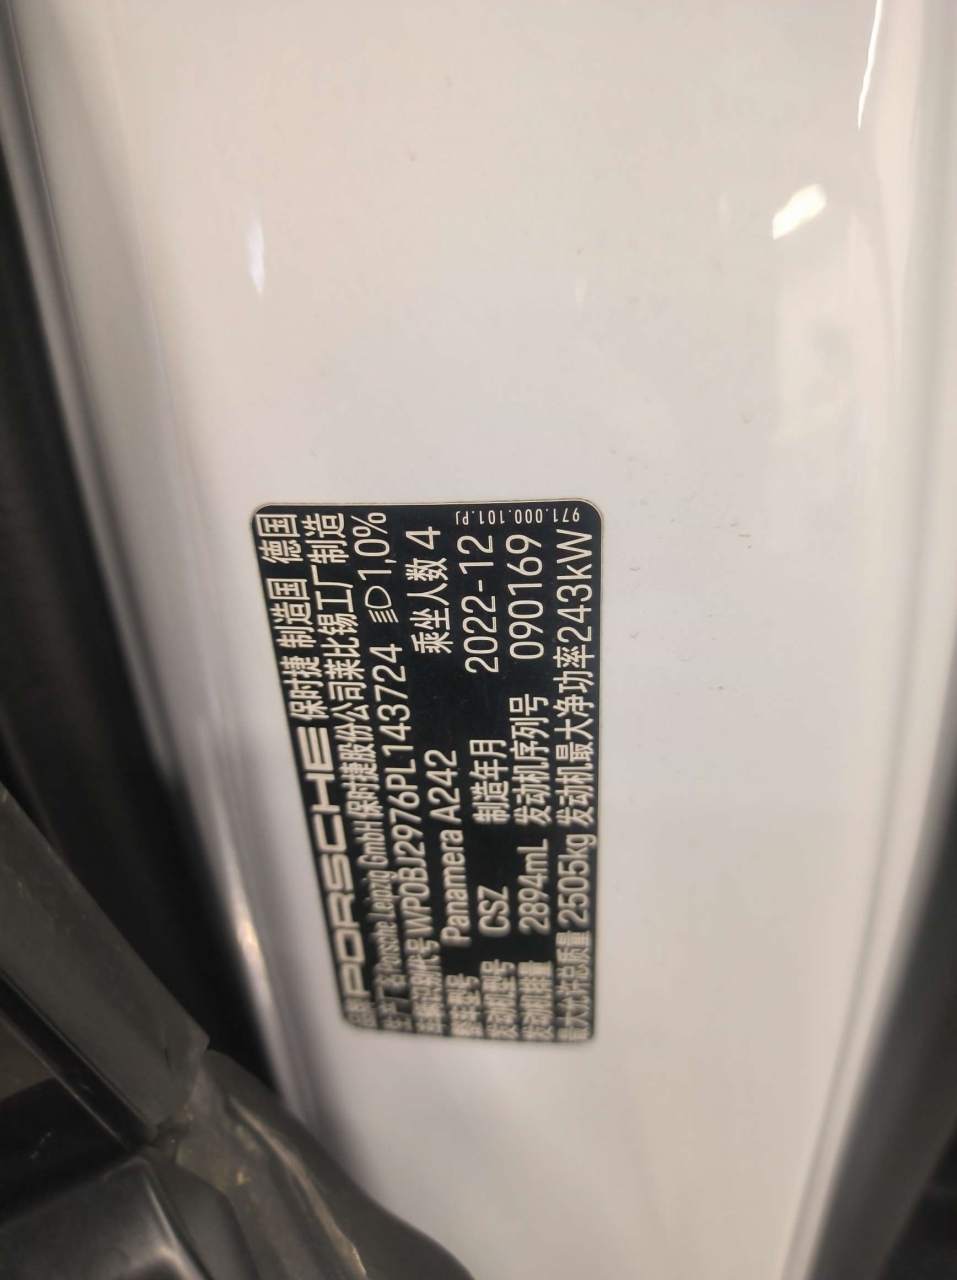 品牌 PORSCHE 保时捷 制造国 德国
生产厂名 Porsche Leipzig GmbH 保时捷股份公司莱比锡工厂制造
车辆识别代号 WP0BJ2976PL143724 1,0%
整车型号 Panamera A242 乘坐人数 4
发动机型号 CSZ 制造年月 2022-12
发动机排量 2894mL 发动机序列号 090169
最大允许总质量 2505kg 发动机最大净功率 243kW
971.000.101.PJ